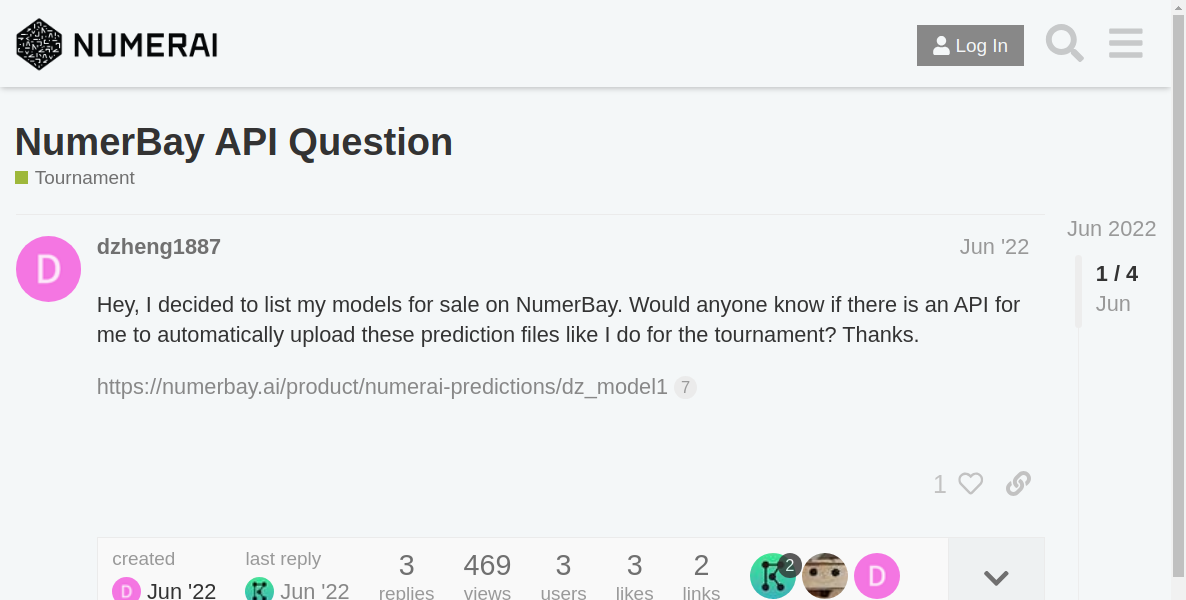 NUMERAI
Log In
NumerBay API Question
Tournament
Jun 2022
dzheng1887
Jun '22
1 / 4
Jun
D
Hey, I decided to list my models for sale on NumerBay. Would anyone know if there is an API for
me to automatically upload these prediction files like I do for the tournament? Thanks.
https://numerbay.ai/product/numerai-predictions/dz_model1 7
1
created
last reply
3
469
3
3
2
2
D
D Jun '22
Jun '22
replies
views
users
likes
links